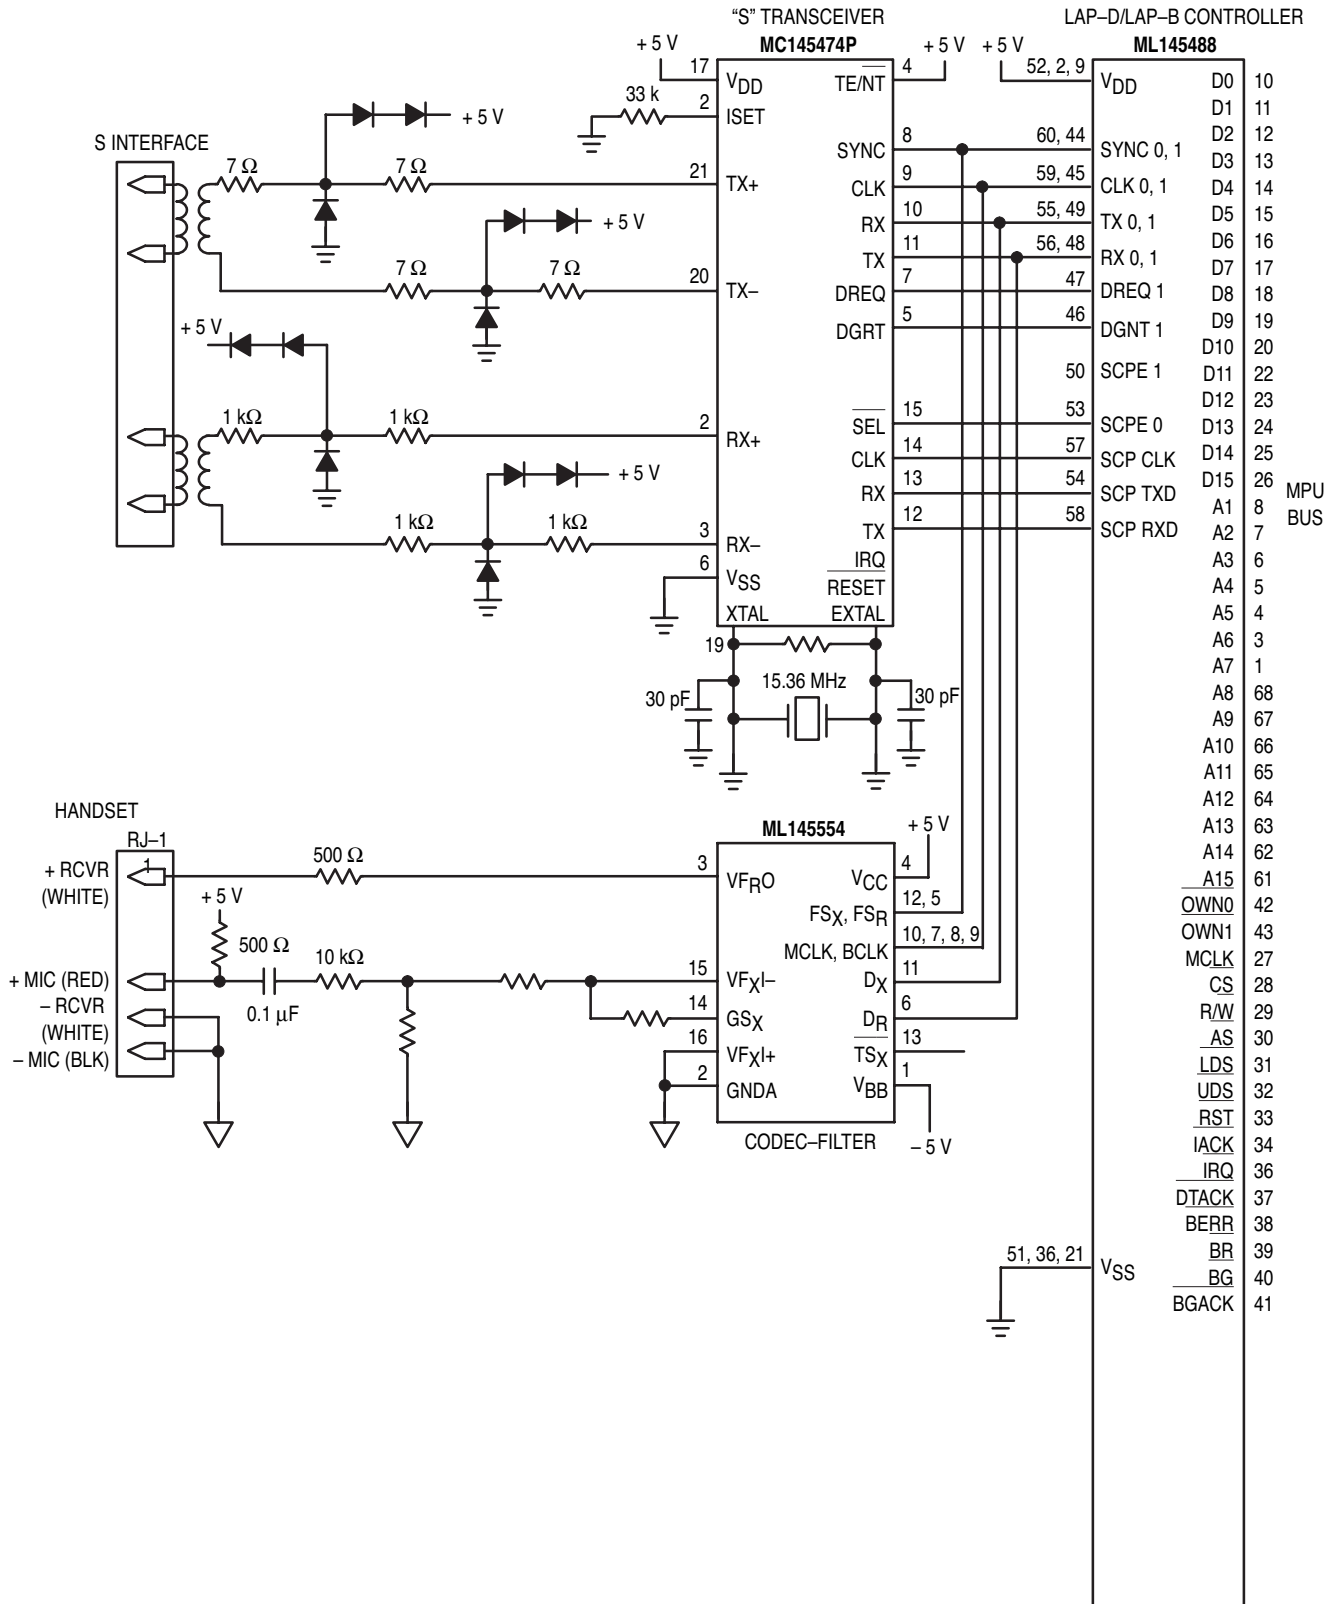 “S” TRANSCEIVER
MC145474P
LAP–D/LAP–B CONTROLLER
ML145488
+ 5 V
+ 5 V
+ 5 V
17
VDD
TE/NT
4
52, 2, 9
VDD
33 k
2
ISET
+ 5 V
S INTERFACE
7 Ω
7 Ω
21
TX+
+ 5 V
7 Ω
7 Ω
20
TX–
+ 5 V
1 kΩ
1 kΩ
2
RX+
+ 5 V
1 kΩ
1 kΩ
3
RX–
6
VSS
SYNC
8
60, 44
SYNC 0, 1
CLK
9
59, 45
CLK 0, 1
RX
10
55, 49
TX 0, 1
TX
11
56, 48
RX 0, 1
DREQ
7
47
DREQ 1
DGRT
5
46
DGNT 1
50
SCPE 1
SEL
15
53
SCPE 0
CLK
14
57
SCP CLK
RX
13
54
SCP TXD
TX
12
58
SCP RXD
IRQ
RESET
XTAL
EXTAL
19
15.36 MHz
30 pF
30 pF
D0 10
D1 11
D2 12
D3 13
D4 14
D5 15
D6 16
D7 17
D8 18
D9 19
D10 20
D11 22
D12 23
D13 24
D14 25
D15 26
A1 8
A2 7
A3 6
A4 5
A5 4
A6 3
A7 1
A8 68
A9 67
A10 66
A11 65
A12 64
A13 63
A14 62
A15 61
OWN0 42
OWN1 43
MCLK 27
CS 28
R/W 29
AS 30
LDS 31
UDS 32
RST 33
IACK 34
IRQ 36
DTACK 37
BERR 38
BR 39
BG 40
BGACK 41
MPU
BUS
51, 36, 21
VSS
HANDSET
RJ–1
1
+ RCVR
(WHITE)
500 Ω
+ 5 V
500 Ω
+ MIC (RED)
0.1 µF
10 kΩ
– RCVR
(WHITE)
– MIC (BLK)
ML145554
+ 5 V
3
VFRO
VCC
4
FSX, FSR
12, 5
MCLK, BCLK
10, 7, 8, 9
15
VFXI–
DX
11
14
GSX
DR
6
16
VFXI+
TSX
13
2
GNDA
VBB
1
– 5 V
CODEC–FILTER